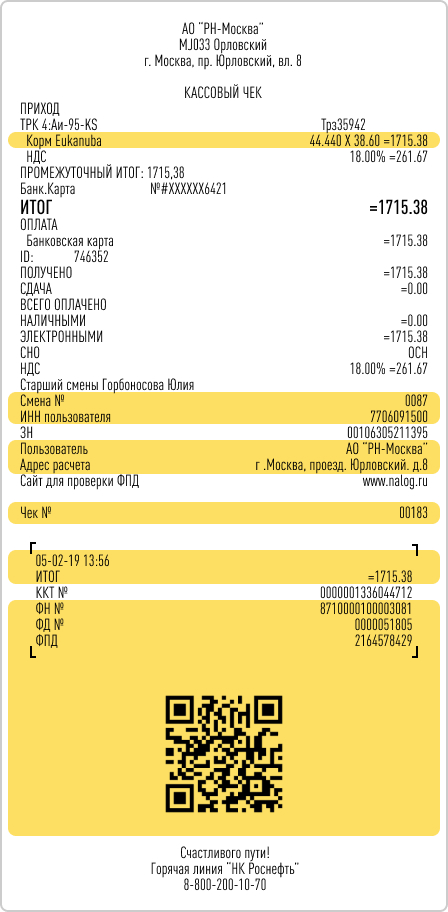 АО "РН-Москва"
MJ033 Орловский
г. Москва, пр. Юрловский, вл. 8
КАССОВЫЙ ЧЕК
ПРИХОД
ТРК 4:Аи-95-KS Трз35942
Корм Eukanuba 44.440 X 38.60 =1715.38
НДС 18.00% =261.67
ПРОМЕЖУТОЧНЫЙ ИТОГ: 1715,38
Банк.Карта №#XXXXXX6421
ИТОГ =1715.38
ОПЛАТА
Банковская карта =1715.38
ID: 746352
ПОЛУЧЕНО =1715.38
СДАЧА =0.00
ВСЕГО ОПЛАЧЕНО
НАЛИЧНЫМИ =0.00
ЭЛЕКТРОННЫМИ =1715.38
СНО ОСН
НДС 18.00% =261.67
Старший смены Горбоносова Юлия
Смена № 0087
ИНН пользователя 7706091500
ЗН 00106305211395
Пользователь АО "РН-Москва"
Адрес расчета г .Москва, проезд. Юрловский. д.8
Сайт для проверки ФПД www.nalog.ru
Чек № 00183
05-02-19 13:56
ИТОГ =1715.38
ККТ № 0000001336044712
ФН № 8710000100003081
ФД № 0000051805
ФПД 2164578429
Счастливого пути!
Горячая линия "НК Роснефть"
8-800-200-10-70